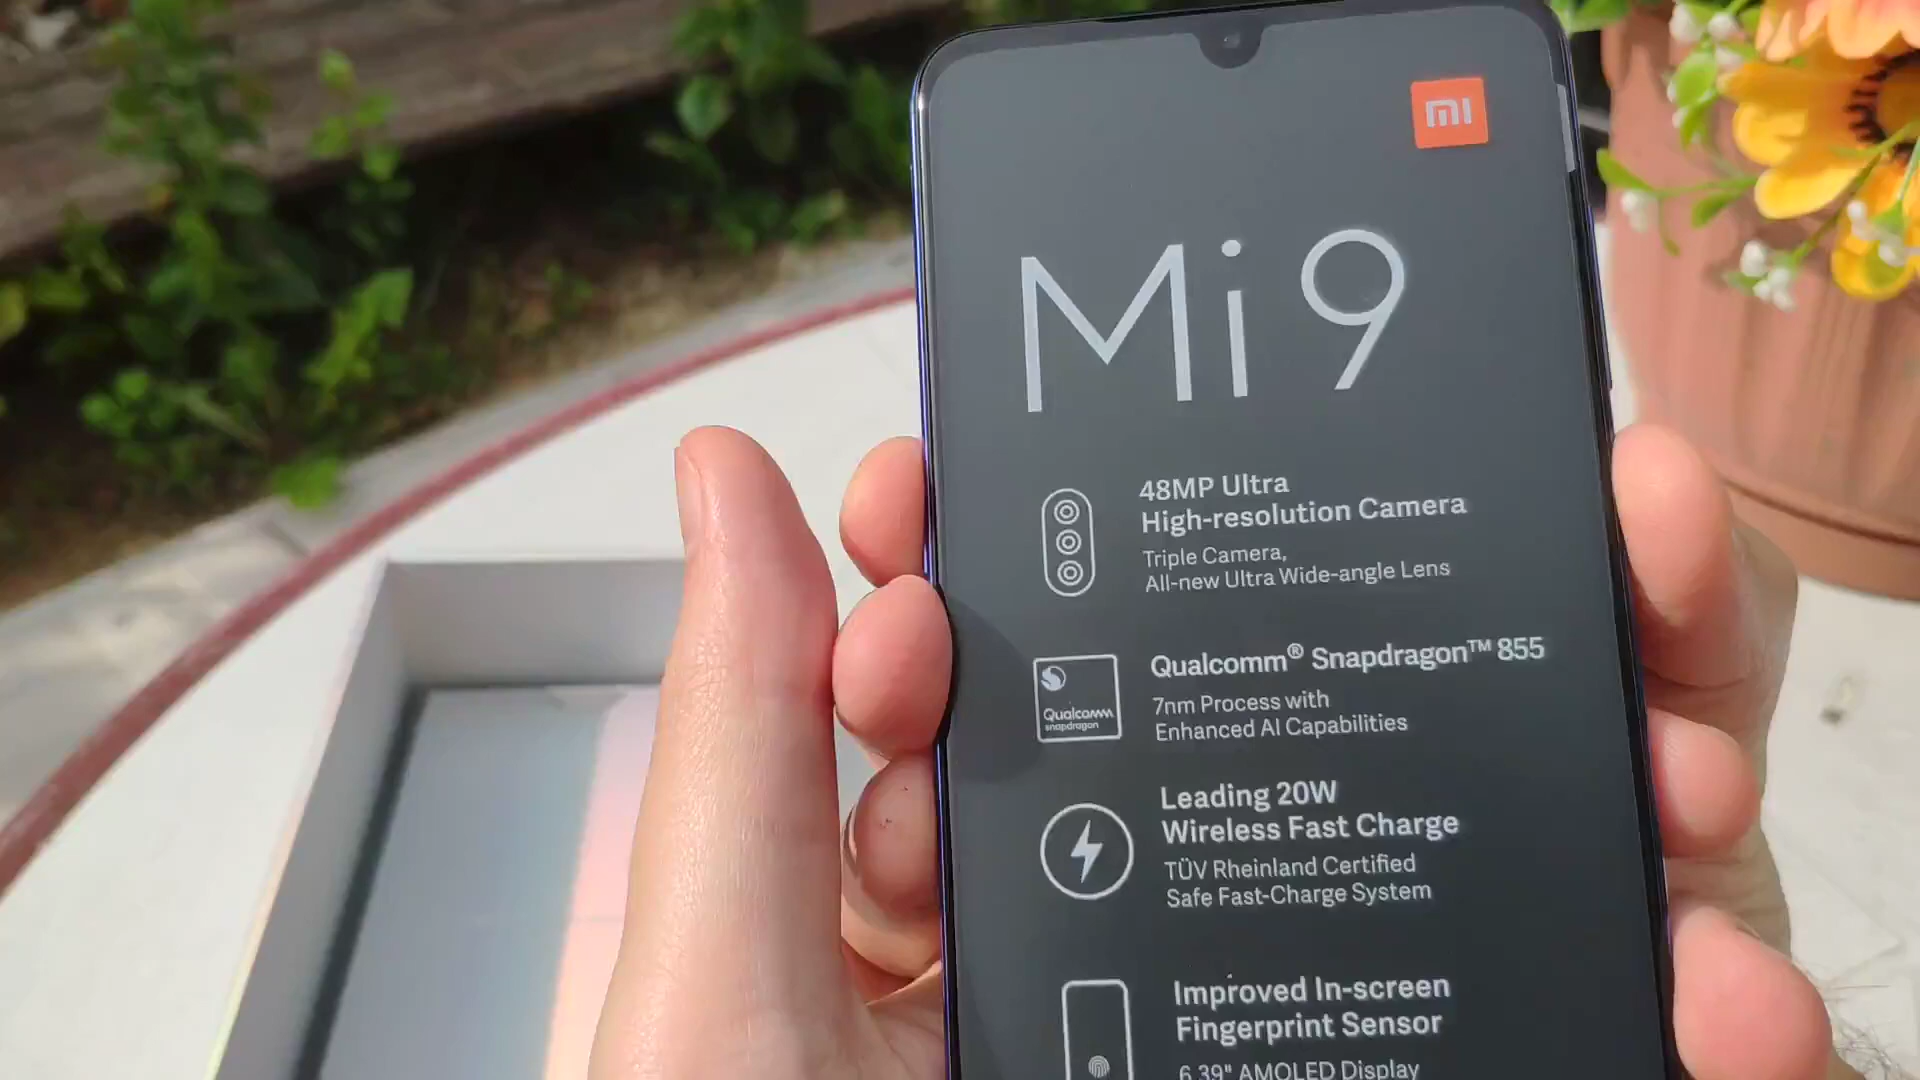 mi
Mi 9
48MP Ultra
High-resolution Camera
Triple Camera,
All-new Ultra Wide-angle Lens
Qualcomm
snapdragon
Qualcomm® Snapdragon™ 855
7nm Process with
Enhanced AI Capabilities
Leading 20W
Wireless Fast Charge
TÜV Rheinland Certified
Safe Fast-Charge System
Improved In-screen
Fingerprint Sensor
6.39" AMOLED Display